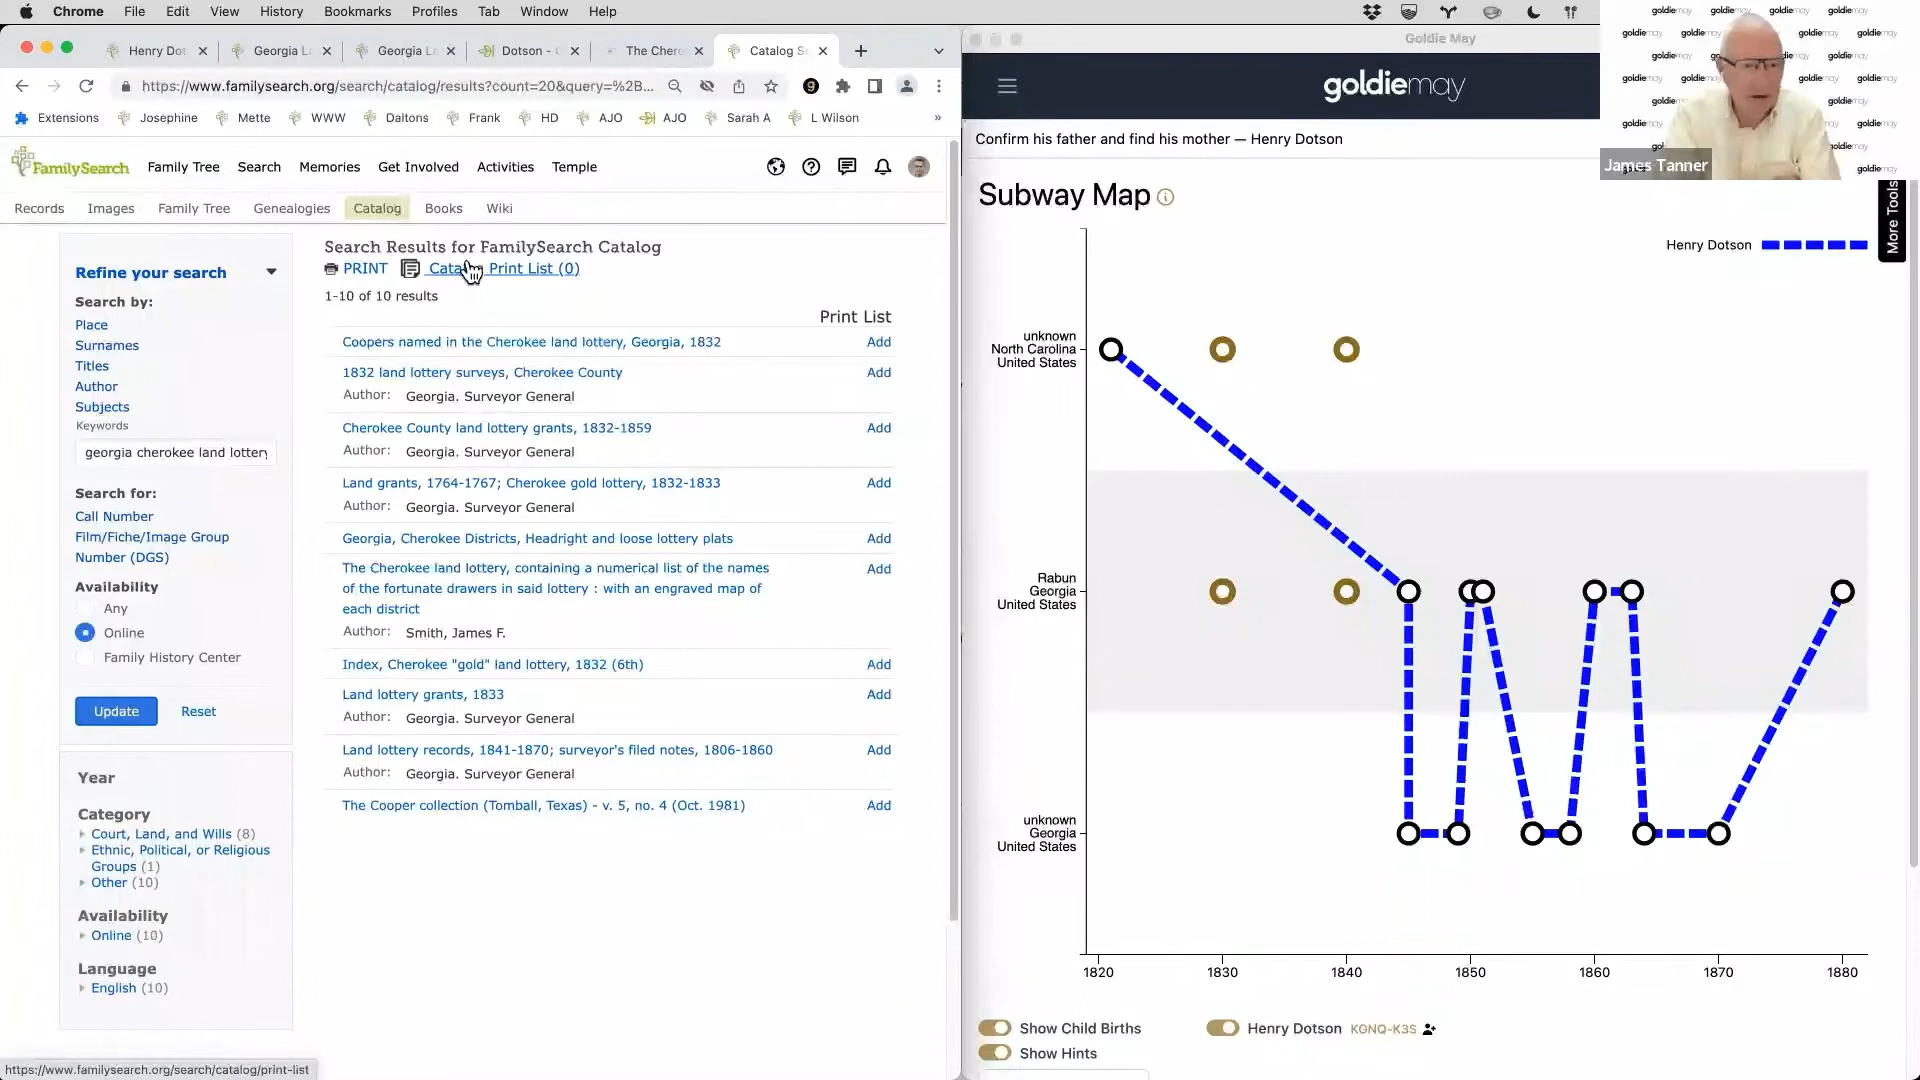 Chrome File Edit View History Bookmarks Profiles Tab Window Help
Henry Dot Georgia L Georgia L Dotson - The Cher Catalog S
https://www.familysearch.org/search/catalog/results?count=20&query=%2B...
Extensions Josephine Mette WWW Daltons Frank HD AJO AJO Sarah A L Wilson »
FamilySearch Family Tree Search Memories Get Involved Activities Temple
Records Images Family Tree Genealogies Catalog Books Wiki
Refine your search
Search by:
Place
Surnames
Titles
Author
Subjects
Keywords
georgia cherokee land lottery
Search for:
Call Number
Film/Fiche/Image Group
Number (DGS)
Availability
Any
Online
Family History Center
Update Reset
Year
Category
Court, Land, and Wills (8)
Ethnic, Political, or Religious
Groups (1)
Other (10)
Availability
Online (10)
Language
English (10)
Search Results for FamilySearch Catalog
PRINT Cata Print List (0)
1-10 of 10 results
Print List
Coopers named in the Cherokee land lottery, Georgia, 1832 Add
1832 land lottery surveys, Cherokee County Add
Author: Georgia. Surveyor General
Cherokee County land lottery grants, 1832-1859 Add
Author: Georgia. Surveyor General
Land grants, 1764-1767; Cherokee gold lottery, 1832-1833 Add
Author: Georgia. Surveyor General
Georgia, Cherokee Districts, Headright and loose lottery plats Add
The Cherokee land lottery, containing a numerical list of the names Add
of the fortunate drawers in said lottery : with an engraved map of
each district
Author: Smith, James F.
Index, Cherokee "gold" land lottery, 1832 (6th) Add
Land lottery grants, 1833 Add
Author: Georgia. Surveyor General
Land lottery records, 1841-1870; surveyor's filed notes, 1806-1860 Add
Author: Georgia. Surveyor General
The Cooper collection (Tomball, Texas) - v. 5, no. 4 (Oct. 1981) Add
https://www.familysearch.org/search/catalog/print-list
Goldie May
goldiemay
Confirm his father and find his mother — Henry Dotson
Subway Map
Henry Dotson
More Tools
unknown
North Carolina
United States
Rabun
Georgia
United States
unknown
Georgia
United States
1820 1830 1840 1850 1860 1870 1880
Show Child Births Henry Dotson KGNQ-K3S
Show Hints
goldiemay goldiemay goldiemay goldiemay
James Tanner